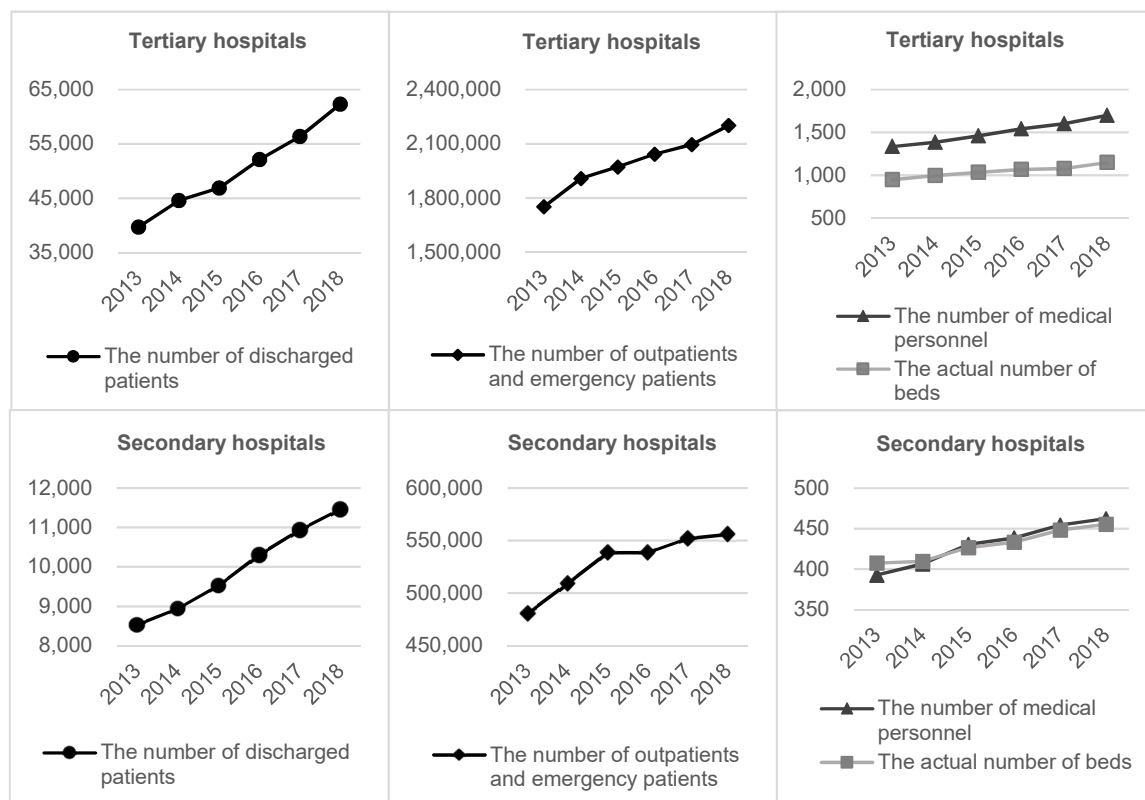 Tertiary hospitals
65,000
55,000
45,000
35,000
2013
2014
2015
2016
2017
2018
The number of discharged
patients
Tertiary hospitals
2,400,000
2,100,000
1,800,000
1,500,000
2013
2014
2015
2016
2017
2018
The number of outpatients
and emergency patients
Tertiary hospitals
2,000
1,500
1,000
500
2013
2014
2015
2016
2017
2018
The number of medical
personnel
The actual number of
beds
Secondary hospitals
12,000
11,000
10,000
9,000
8,000
2013
2014
2015
2016
2017
2018
The number of discharged
patients
Secondary hospitals
600,000
550,000
500,000
450,000
2013
2014
2015
2016
2017
2018
The number of outpatients
and emergency patients
Secondary hospitals
500
450
400
350
2013
2014
2015
2016
2017
2018
The number of medical
personnel
The actual number of beds